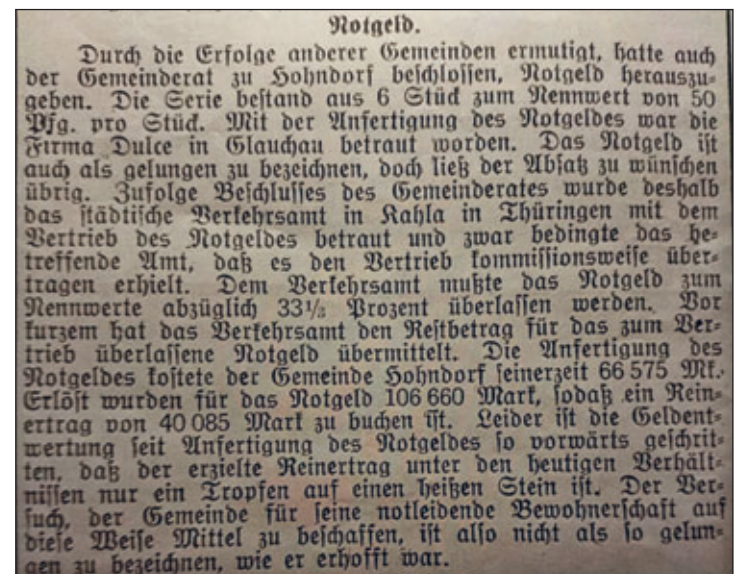 Notgeld.
Durch die Erfolge anderer Gemeinden ermutigt, hatte auch
der Gemeinderat zu Hohndorf beschlossen, Notgeld herauszu-
geben. Die Serie bestand aus 6 Stück zum Nennwert von 50
Pfg. pro Stück. Mit der Anfertigung des Notgeldes war die
Firma Dulce in Glauchau betraut worden. Das Notgeld ist
auch als gelungen zu bezeichnen, doch ließ der Absatz zu wünschen
übrig. Zufolge Beschlusses des Gemeinderates wurde deshalb
das städtische Verkehrsamt in Kahla in Thüringen mit dem
Vertrieb des Notgeldes betraut und zwar bedingte das be-
treffende Amt, daß es den Vertrieb kommissionsweise über-
tragen erhielt. Dem Verkehrsamt mußte das Notgeld zum
Nennwerte abzüglich 33⅓ Prozent überlassen werden. Vor
kurzem hat das Verkehrsamt den Restbetrag für das zum Ver-
trieb überlassene Notgeld übermittelt. Die Anfertigung des
Notgeldes kostete der Gemeinde Hohndorf seinerzeit 66 575 Mk.
Erlöst wurden für das Notgeld 106 660 Mark, sodaß ein Rein-
ertrag von 40 085 Mark zu buchen ist. Leider ist die Geldent-
wertung seit Anfertigung des Notgeldes so vorwärts geschrit-
ten, daß der erzielte Reinertrag unter den heutigen Verhält-
nissen nur ein Tropfen auf einen heißen Stein ist. Der Ver-
such, der Gemeinde für seine notleidende Bewohnerschaft auf
diese Weise Mittel zu beschaffen, ist also nicht als so gelun-
gen zu bezeichnen, wie er erhofft war.